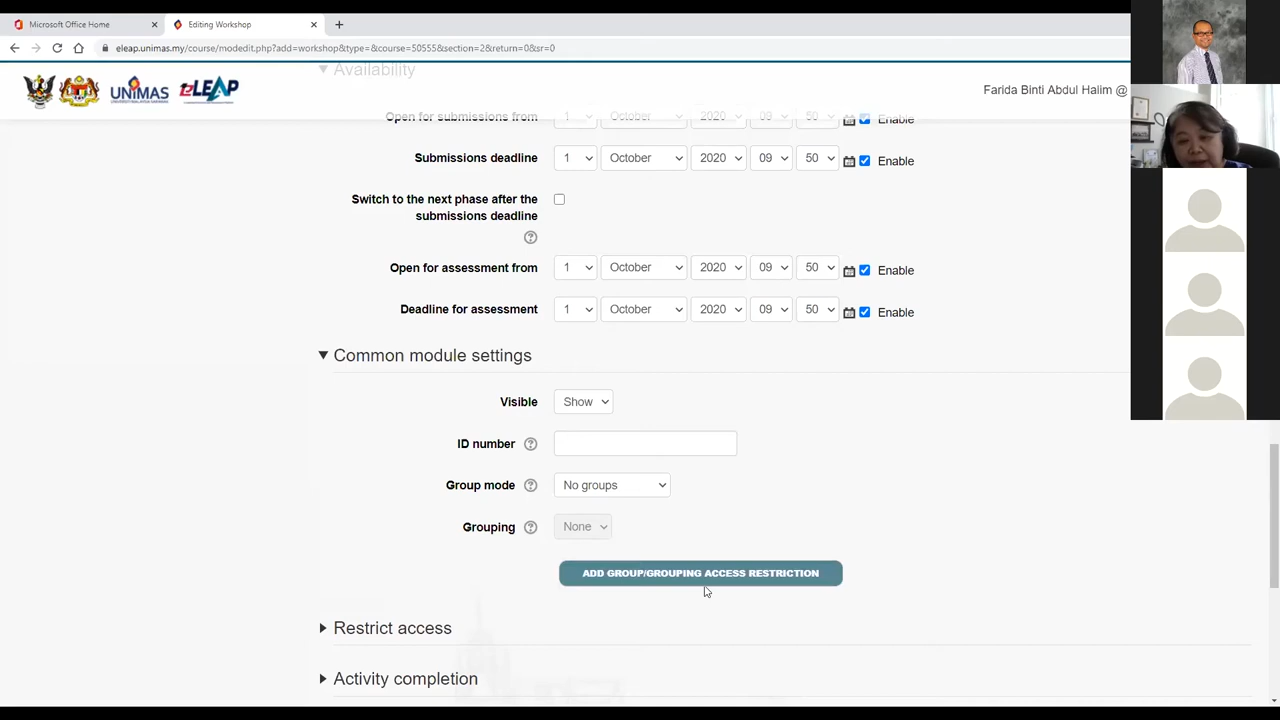 Microsoft Office Home
Editing Workshop
eleap.unimas.my/course/modedit.php?add=workshop&type=&course=50555&section=2&return=0&sr=0
UNIMAS
eLEAP
Farida Binti Abdul Halim @
Availability
Open for submissions from 1 October 2020 09 50 Enable
Submissions deadline 1 October 2020 09 50 Enable
Switch to the next phase after the
submissions deadline
Open for assessment from 1 October 2020 09 50 Enable
Deadline for assessment 1 October 2020 09 50 Enable
Common module settings
Visible Show
ID number
Group mode No groups
Grouping None
ADD GROUP/GROUPING ACCESS RESTRICTION
Restrict access
Activity completion